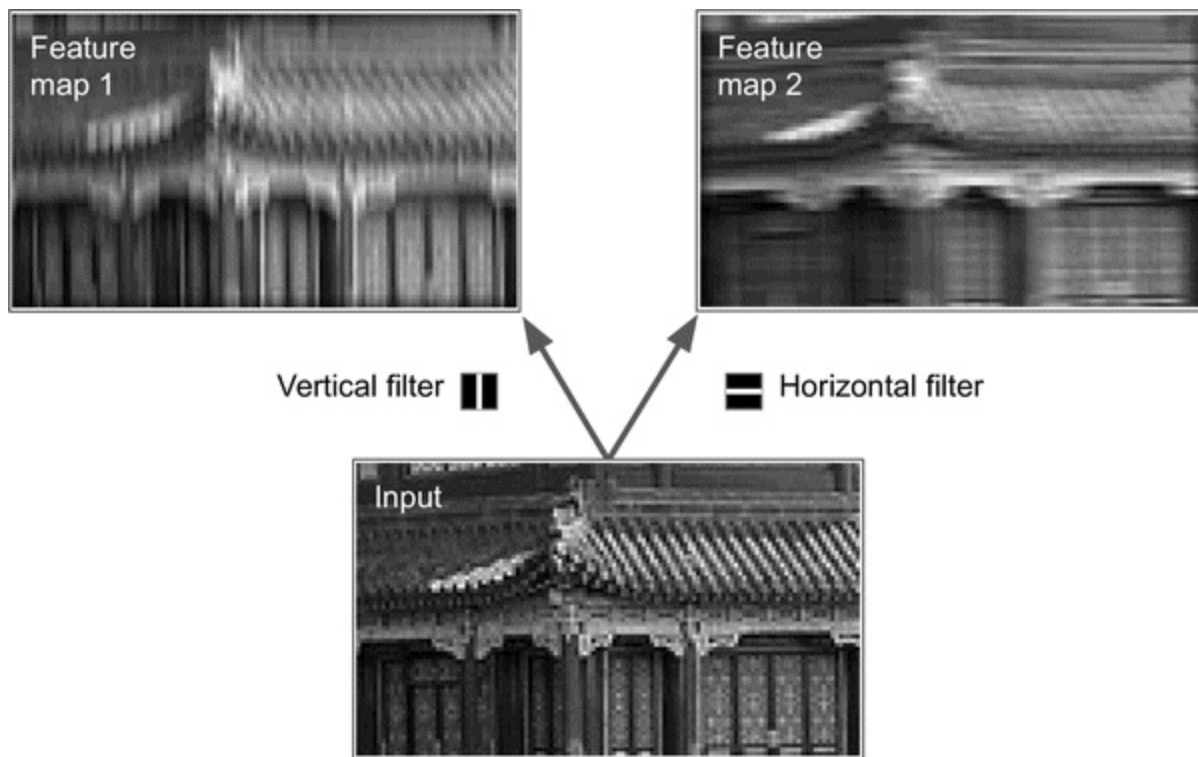 Feature
map 1
Feature
map 2
Vertical filter
Horizontal filter
Input